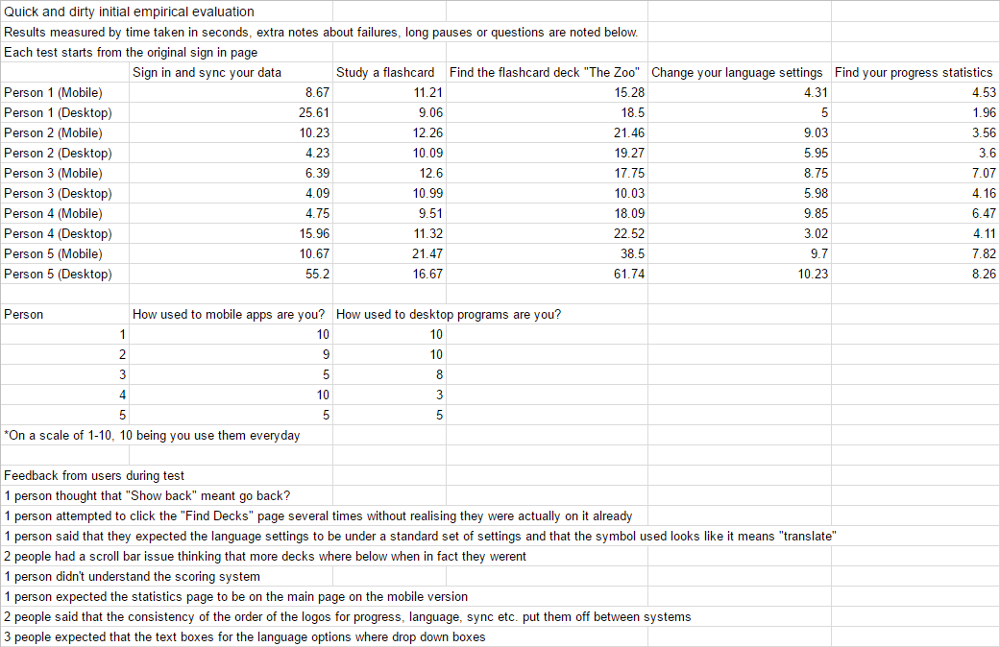 Quick and dirty initial empirical evaluation
Results measured by time taken in seconds, extra notes about failures, long pauses or questions are noted below.
Each test starts from the original sign in page
Sign in and sync your data Study a flashcard Find the flashcard deck "The Zoo" Change your language settings Find your progress statistics
Person 1 (Mobile) 8.67 11.21 15.28 4.31 4.53
Person 1 (Desktop) 25.61 9.06 18.5 5 1.96
Person 2 (Mobile) 10.23 12.26 21.46 9.03 3.56
Person 2 (Desktop) 4.23 10.09 19.27 5.95 3.6
Person 3 (Mobile) 6.39 12.6 17.75 8.75 7.07
Person 3 (Desktop) 4.09 10.99 10.03 5.98 4.16
Person 4 (Mobile) 4.75 9.51 18.09 9.85 6.47
Person 4 (Desktop) 15.96 11.32 22.52 3.02 4.11
Person 5 (Mobile) 10.67 21.47 38.5 9.7 7.82
Person 5 (Desktop) 55.2 16.67 61.74 10.23 8.26
Person How used to mobile apps are you? How used to desktop programs are you?
1 10 10
2 9 10
3 5 8
4 10 3
5 5 5
*On a scale of 1-10, 10 being you use them everyday
Feedback from users during test
1 person thought that "Show back" meant go back?
1 person attempted to click the "Find Decks" page several times without realising they were actually on it already
1 person said that they expected the language settings to be under a standard set of settings and that the symbol used looks like it means "translate"
2 people had a scroll bar issue thinking that more decks where below when in fact they werent
1 person didn't understand the scoring system
1 person expected the statistics page to be on the main page on the mobile version
2 people said that the consistency of the order of the logos for progress, language, sync etc. put them off between systems
3 people expected that the text boxes for the language options where drop down boxes